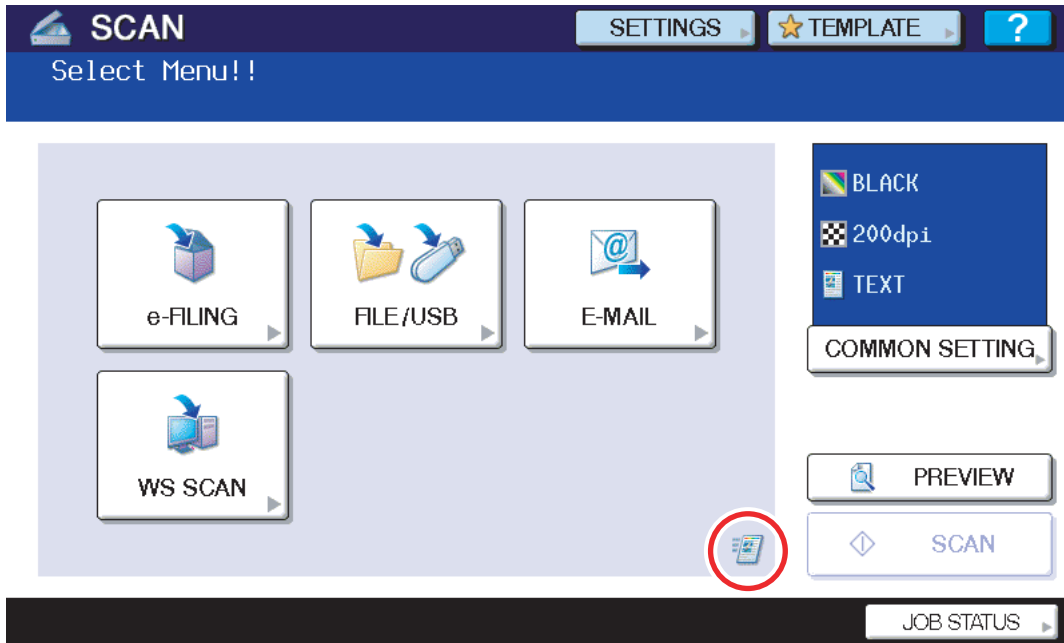 SCAN
SETTINGS
TEMPLATE
?
Select Menu!!
BLACK
200dpi
TEXT
COMMON SETTING
e-FILING
FILE/USB
E-MAIL
WS SCAN
PREVIEW
SCAN
JOB STATUS